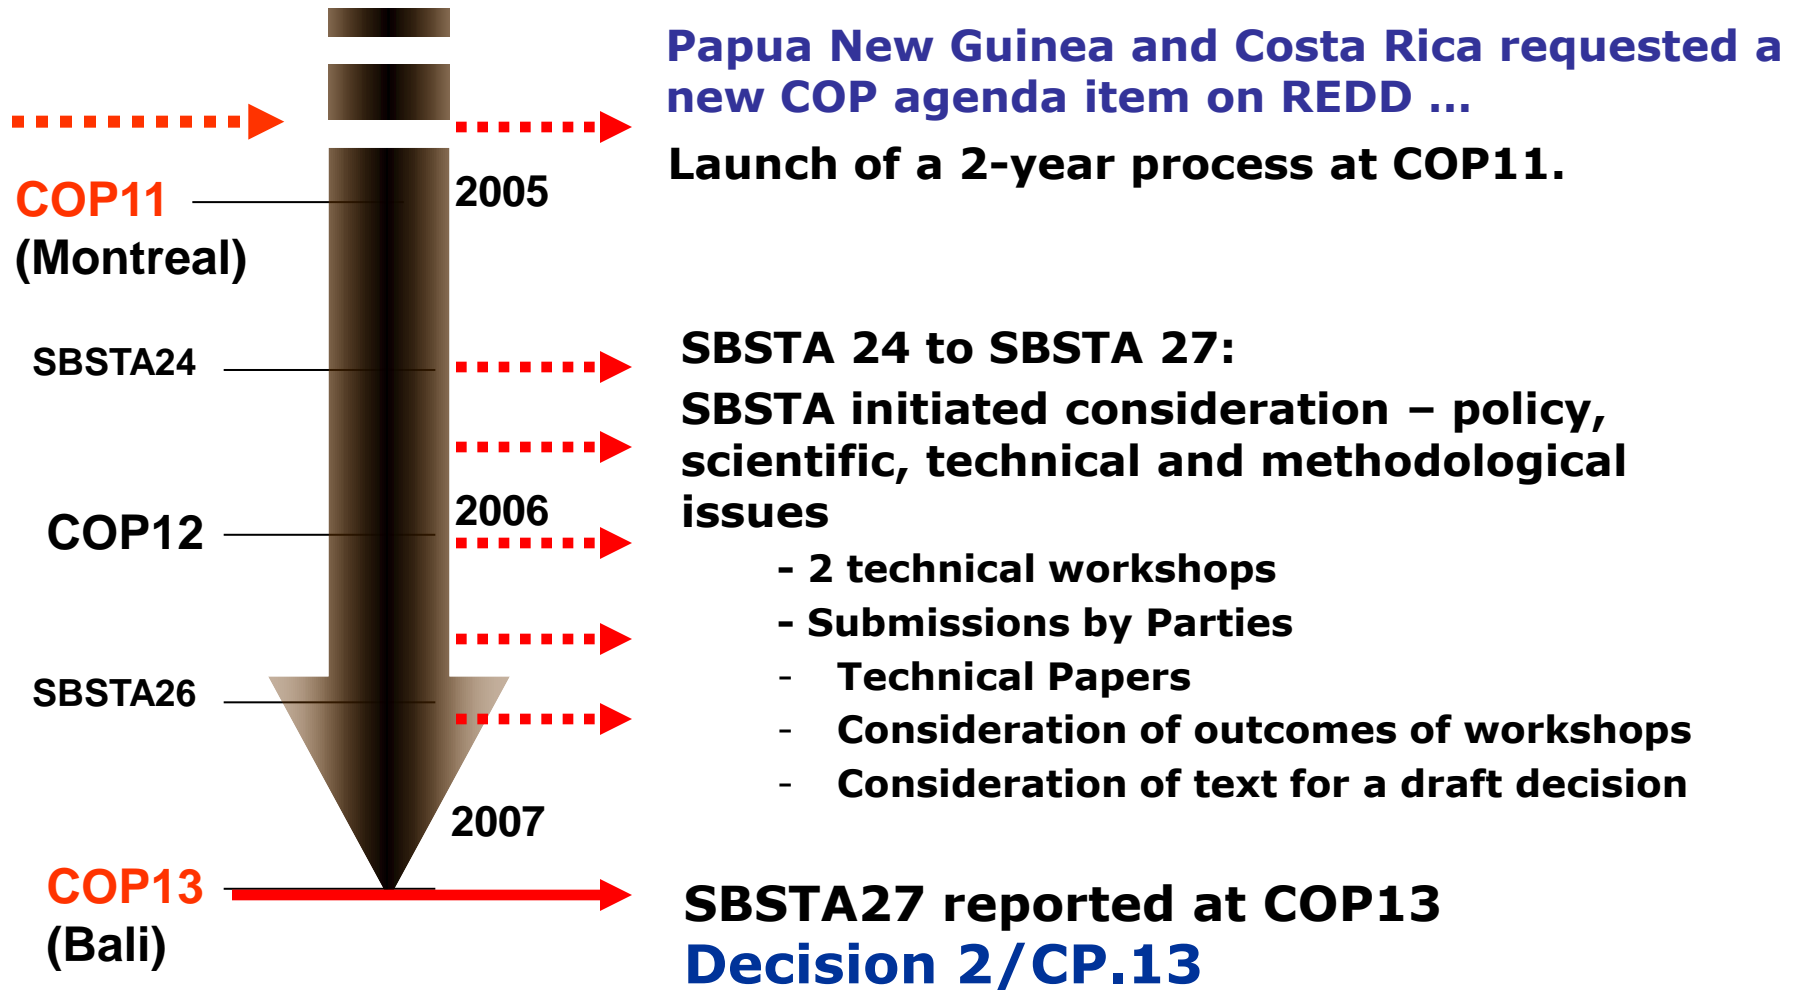 Papua New Guinea and Costa Rica requested a
new COP agenda item on REDD …
Launch of a 2-year process at COP11.
COP11
(Montreal)
2005
SBSTA24
SBSTA 24 to SBSTA 27:
SBSTA initiated consideration – policy,
scientific, technical and methodological
issues
COP12
2006
- 2 technical workshops
- Submissions by Parties
- Technical Papers
- Consideration of outcomes of workshops
- Consideration of text for a draft decision
SBSTA26
2007
COP13
(Bali)
SBSTA27 reported at COP13
Decision 2/CP.13